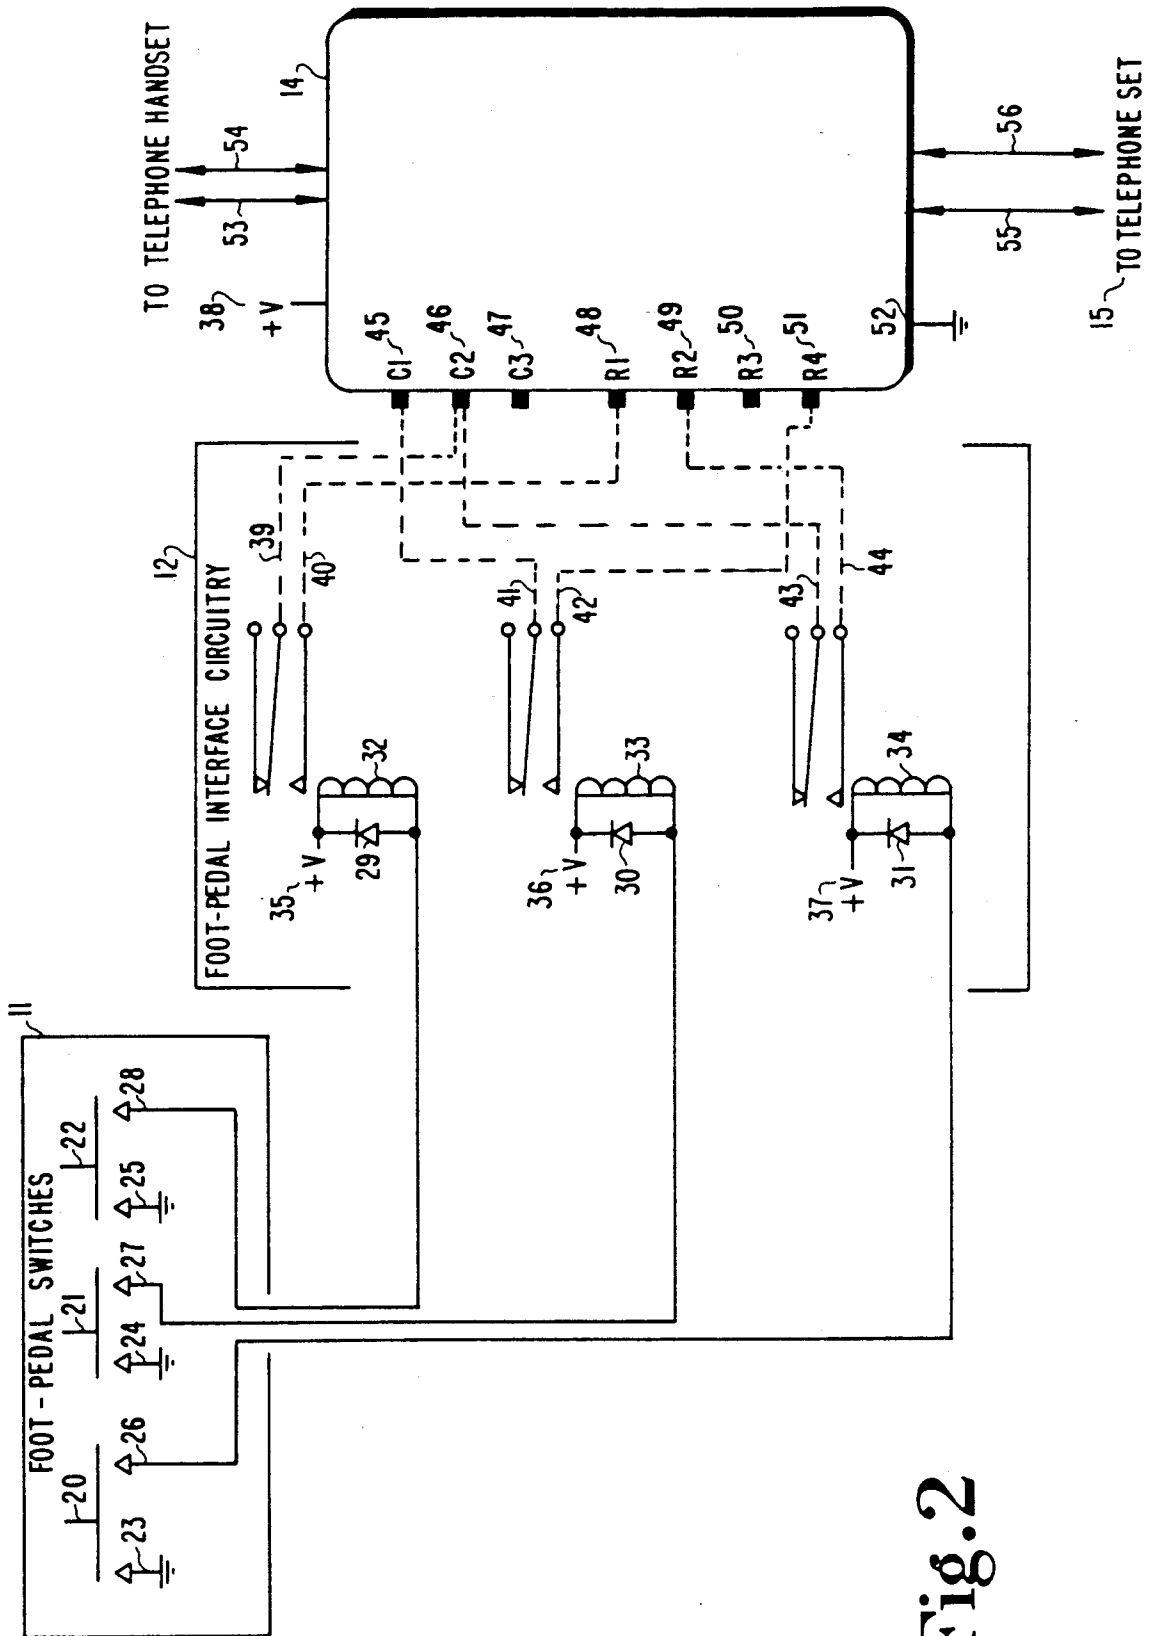 11
FOOT-PEDAL SWITCHES
20
21
22
23
26
24
27
25
28
12
FOOT-PEDAL INTERFACE CIRCUITRY
35
+V
29
32
36
+V
30
33
37
+V
31
34
39
40
41
42
43
44
TO TELEPHONE HANDSET
53
54
38
+V
14
C1 45
C2 46
C3 47
R1 48
R2 49
R3 50
R4 51
52
55
56
15 TO TELEPHONE SET
Fig.2